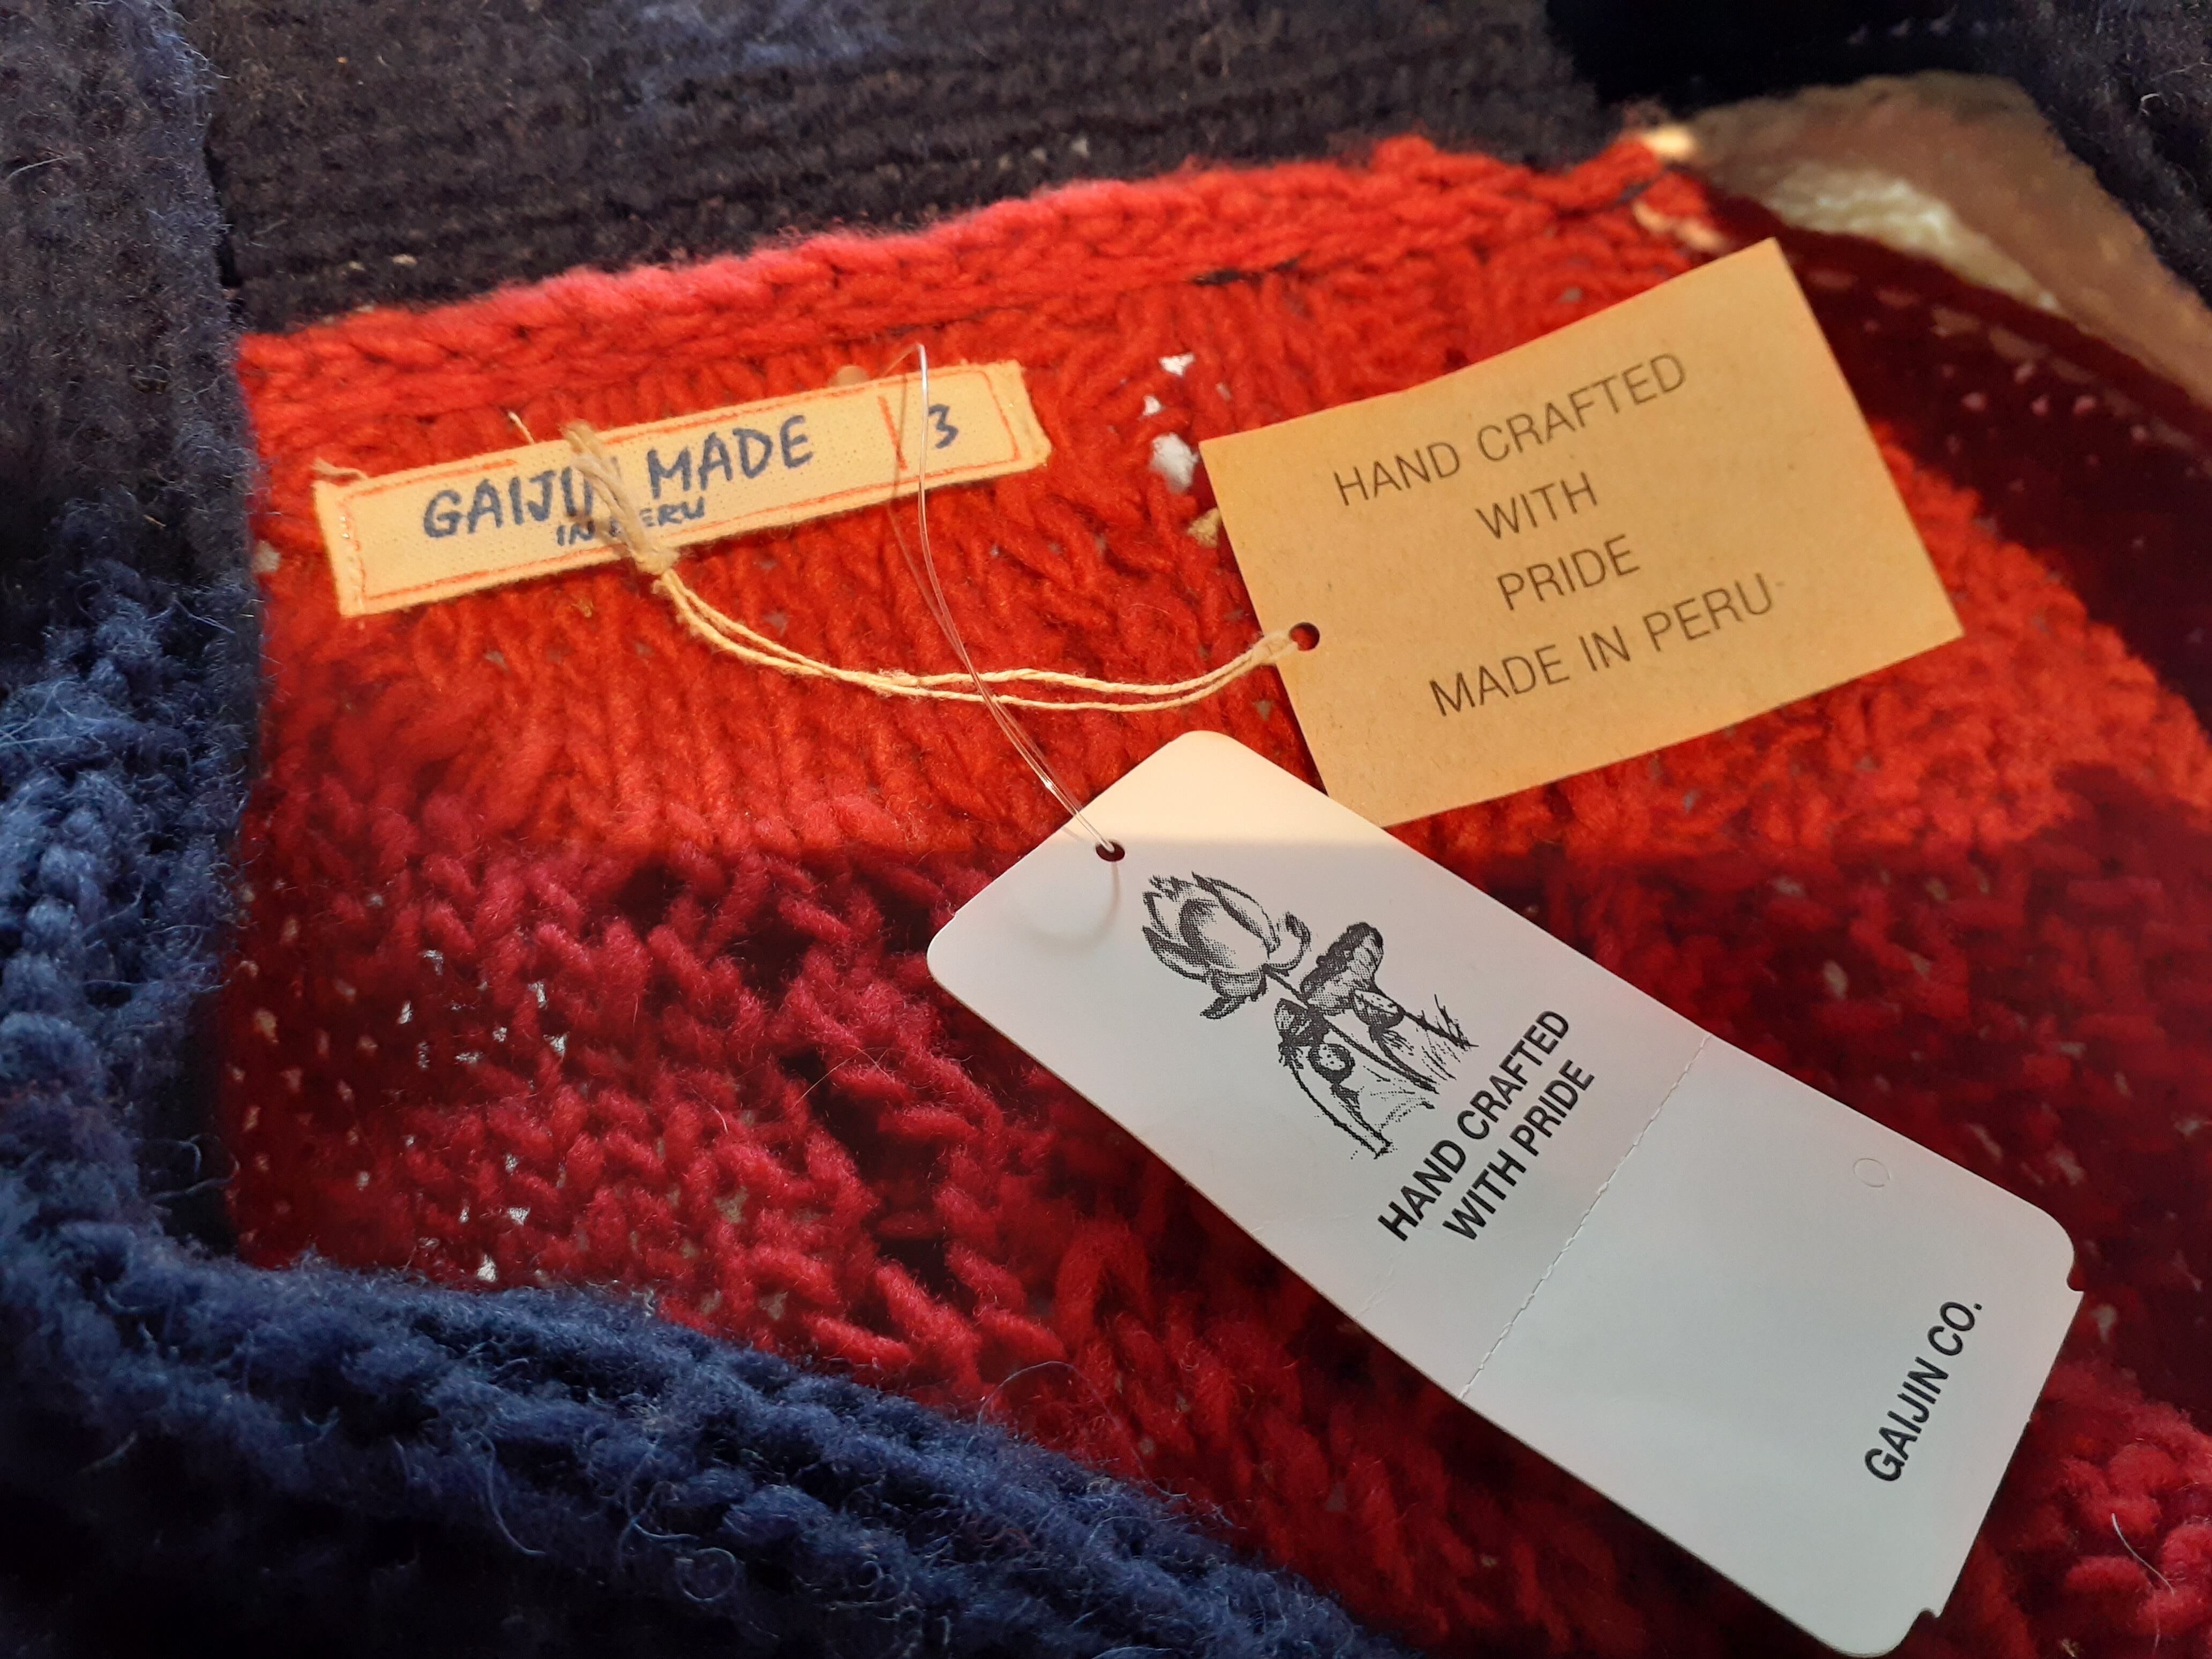 GAIJIN MADE
IN PERU
3
HAND CRAFTED
WITH
PRIDE
MADE IN PERU
HAND CRAFTED
WITH PRIDE
GAIJIN CO.